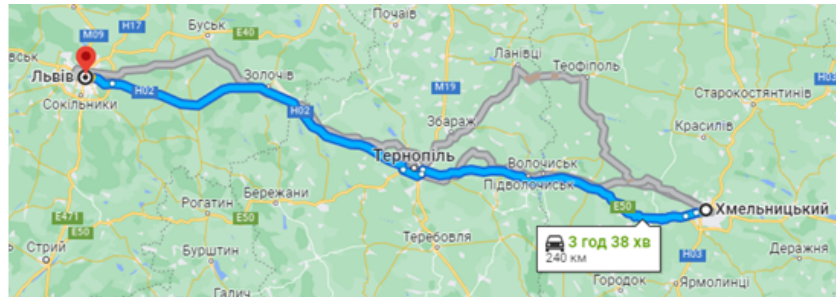 Почаїв
Буськ
H17
M09
E40
Ланівці
Теофіполь
Львів
Золочів
M19
H03
Старокостянтинів
Сокільники
H02
H02
Збараж
Красилів
Тернопіль
Волочиськ
Підволочиськ
Рогатин
Бережани
E50
Хмельницький
E471
E50
E50
3 год 38 хв
240 км
H03
Стрий
Бурштин
Теребовля
Деражня
Галич
Городок
Ярмолинці